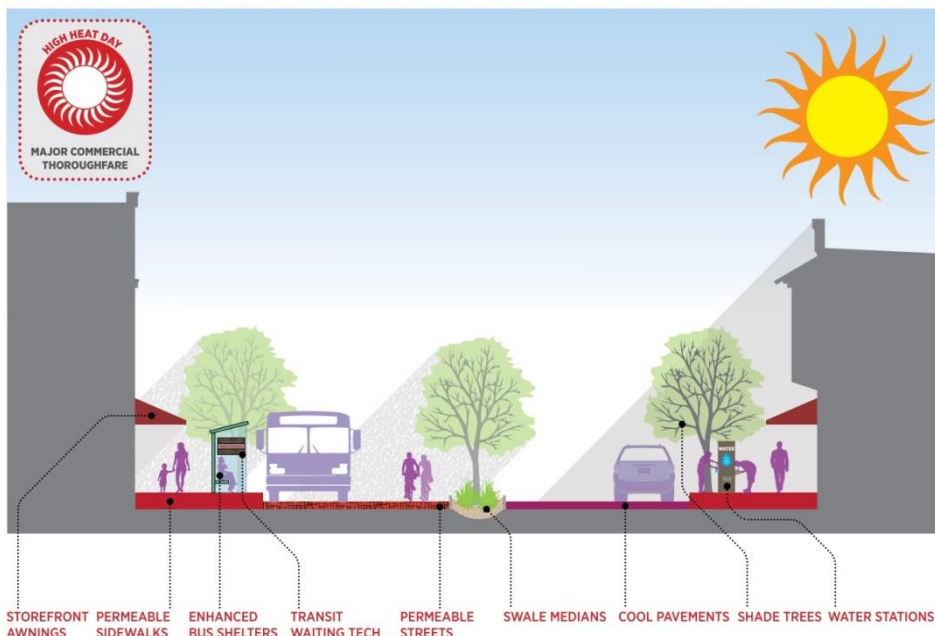 HIGH HEAT DAY
MAJOR COMMERCIAL
THOROUGHFARE
WATER
STOREFRONT
AWNINGS
PERMEABLE
SIDEWALKS
ENHANCED
BUS SHELTERS
TRANSIT
WAITING TECH
PERMEABLE
STREETS
SWALE MEDIANS
COOL PAVEMENTS
SHADE TREES
WATER STATIONS